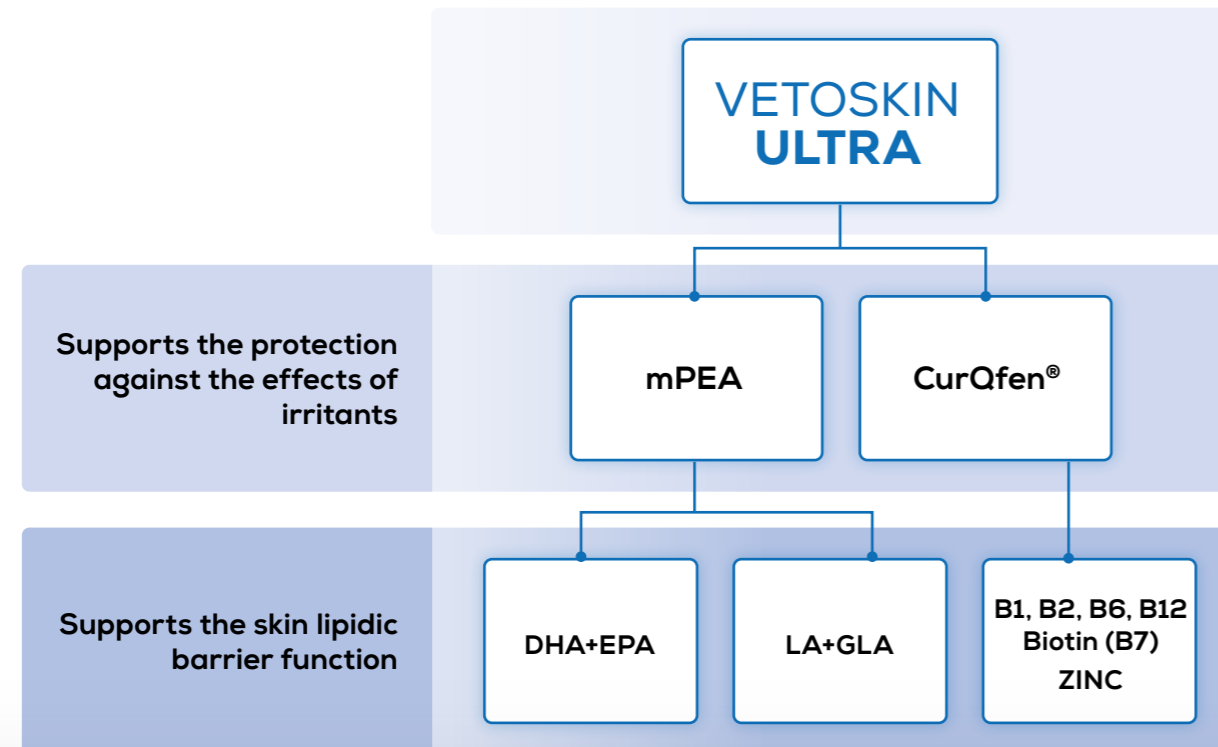 VETOSKIN
ULTRA
Supports the protection
against the effects of
irritants
mPEA
CurQfen®
Supports the skin lipidic
barrier function
DHA+EPA
LA+GLA
B1, B2, B6, B12
Biotin (B7)
ZINC